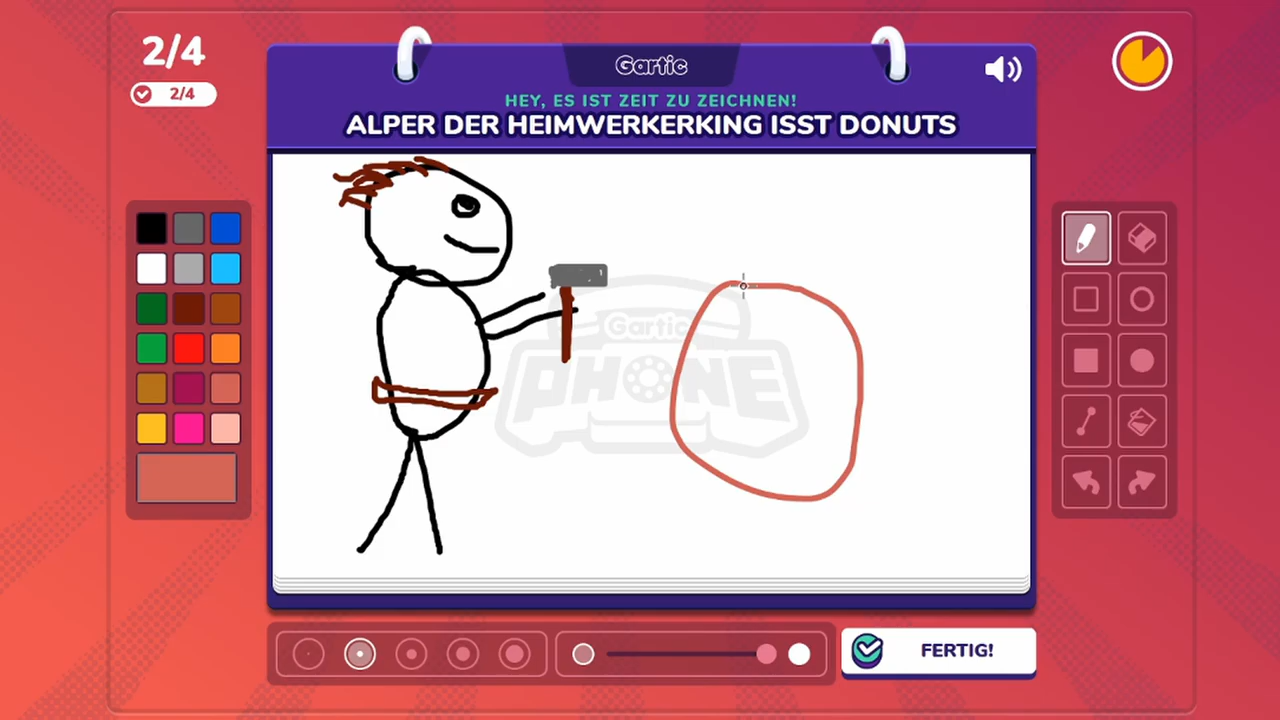 2/4
2/4
Gartic
HEY, ES IST ZEIT ZU ZEICHNEN!
ALPER DER HEIMWERKERKING ISST DONUTS
Gartic
PHONE
FERTIG!